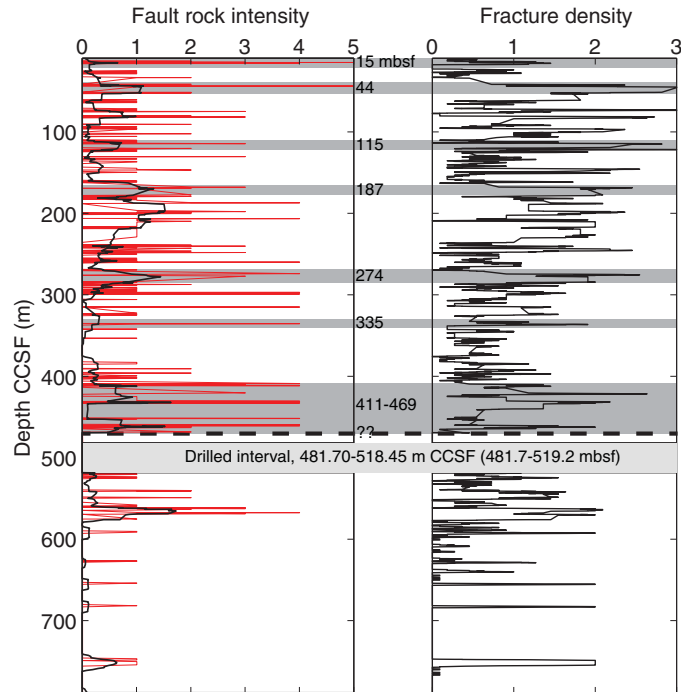 Fault rock intensity
Fracture density
0 1 2 3 4 5
0 1 2 3
15 mbsf
44
100
115
187
200
274
300
335
400
411-469
??
Depth CCSF (m)
500
Drilled interval, 481.70-518.45 m CCSF (481.7-519.2 mbsf)
600
700